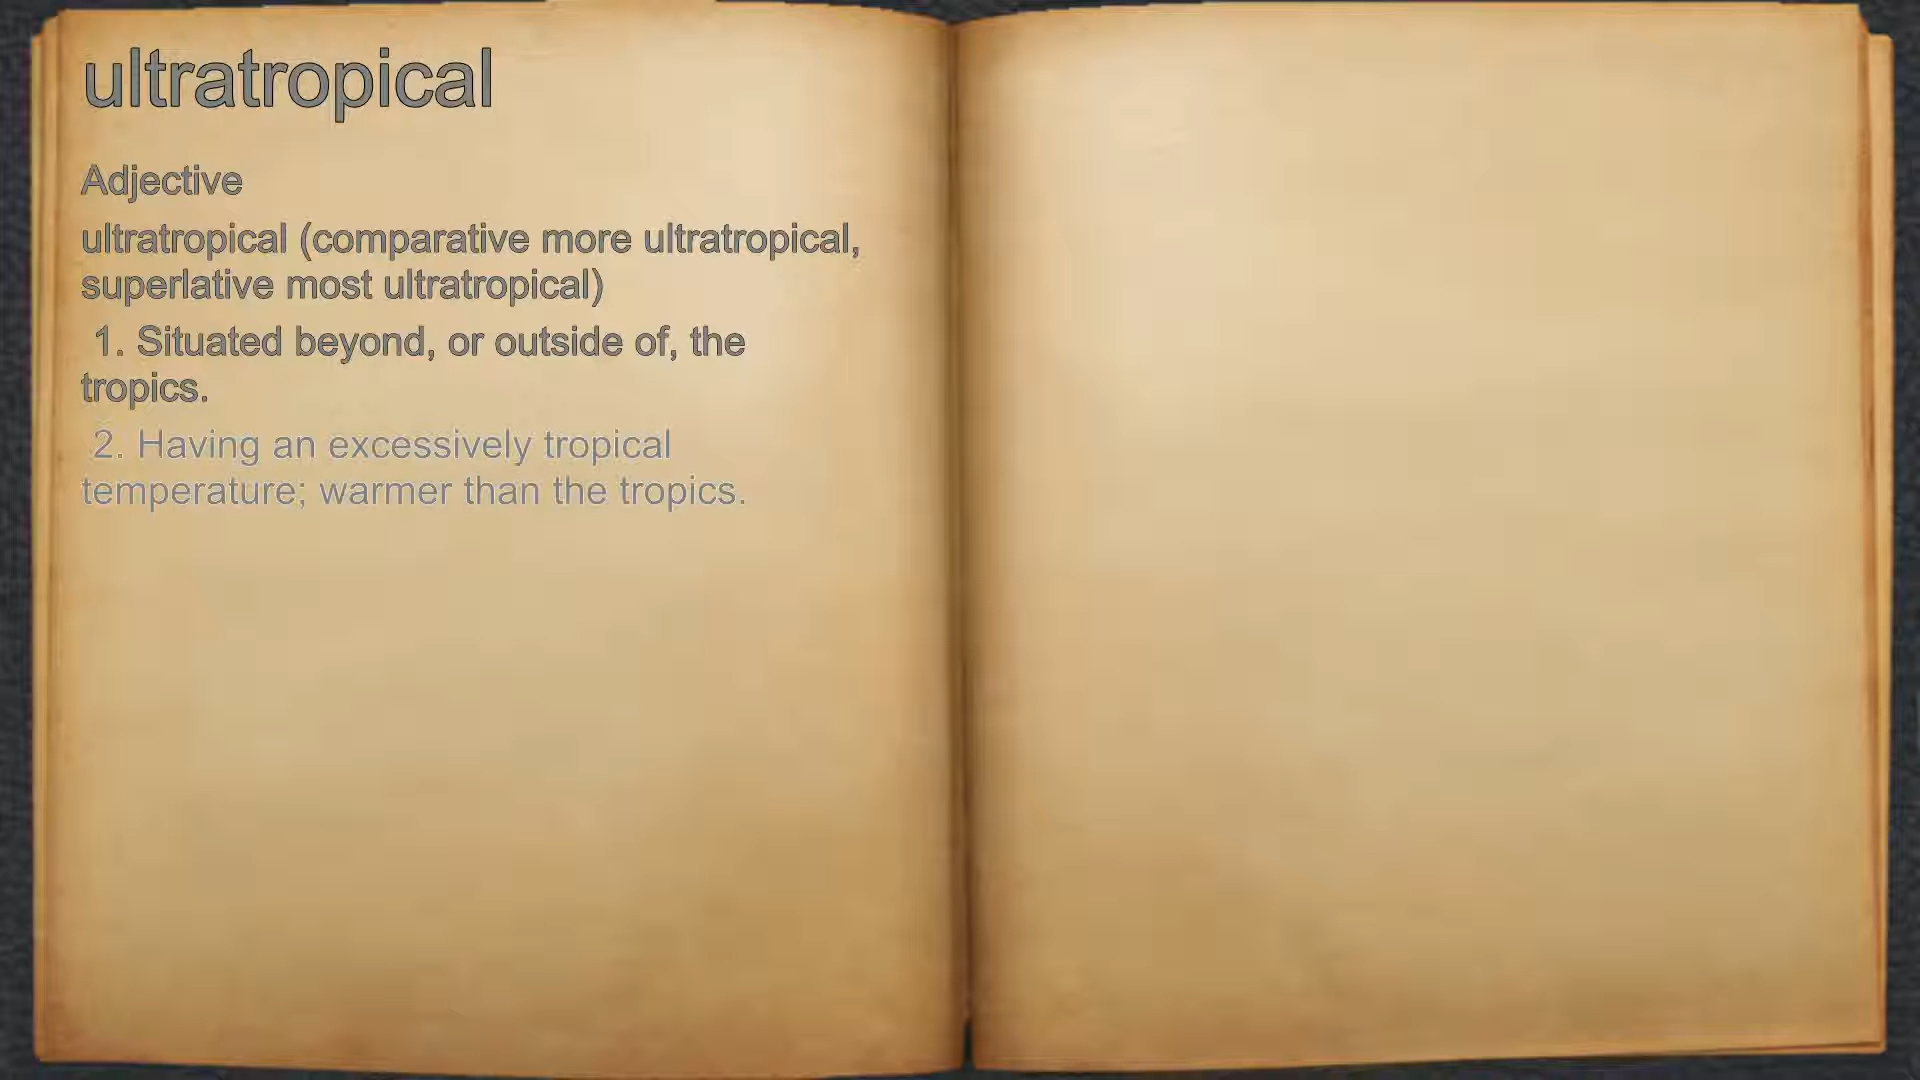 ultratropical
Adjective
ultratropical (comparative more ultratropical,
superlative most ultratropical)
1. Situated beyond, or outside of, the
tropics.
2. Having an excessively tropical
temperature; warmer than the tropics.